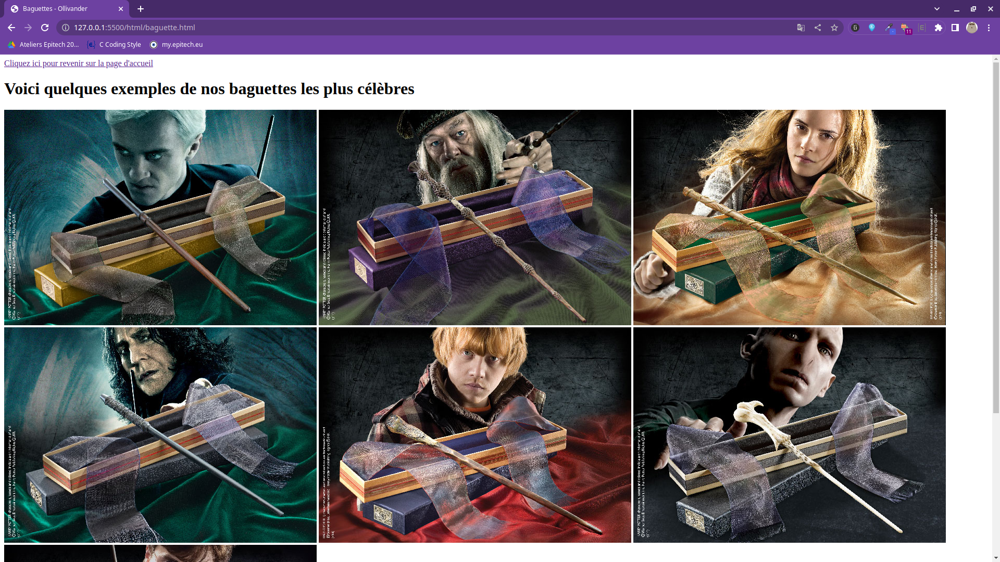 Baguettes - Ollivander
127.0.0.1:5500/html/baguette.html
11
Ateliers Epitech 20...
C Coding Style
my.epitech.eu
Cliquez ici pour revenir sur la page d'accueil
Voici quelques exemples de nos baguettes les plus célèbres